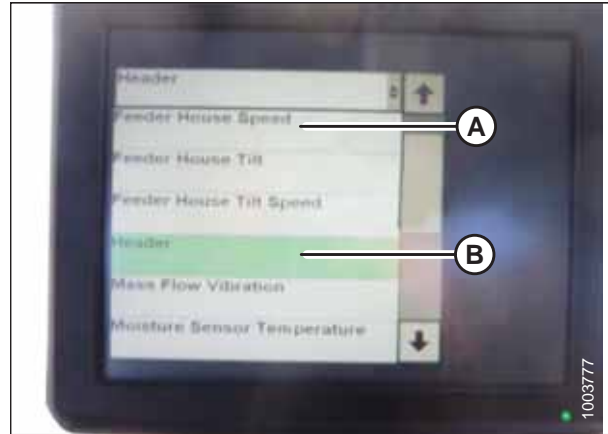 Header
Feeder House Speed
A
Feeder House Tilt
Feeder House Tilt Speed
Header
B
Mass Flow Vibration
Moisture Sensor Temperature
1003777